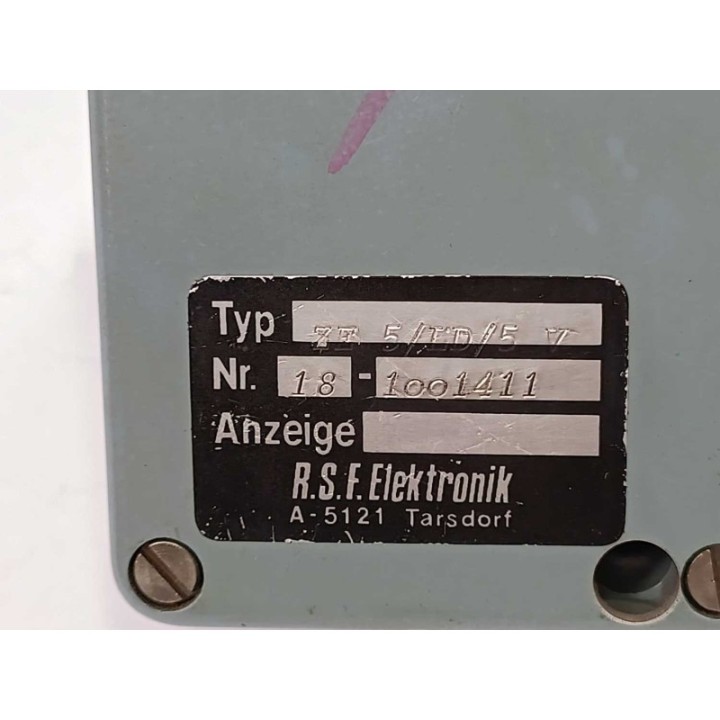 Typ ZE 5/LD/5 V
Nr. 18 - 1001411
Anzeige
R.S.F. Elektronik
A-5121 Tarsdorf